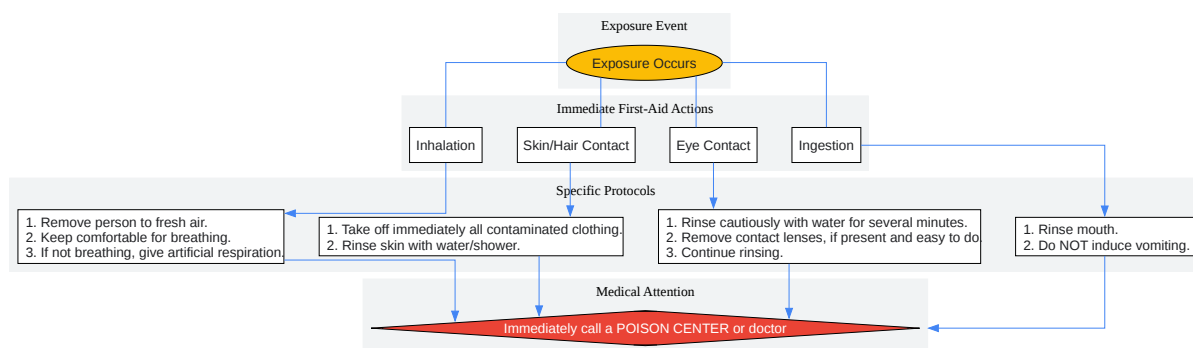 Exposure Event
Exposure Occurs
Immediate First-Aid Actions
Inhalation
Skin/Hair Contact
Eye Contact
Ingestion
Specific Protocols
1. Remove person to fresh air.
2. Keep comfortable for breathing.
3. If not breathing, give artificial respiration.
1. Take off immediately all contaminated clothing.
2. Rinse skin with water/shower.
1. Rinse cautiously with water for several minutes.
2. Remove contact lenses, if present and easy to do.
3. Continue rinsing.
1. Rinse mouth.
2. Do NOT induce vomiting.
Medical Attention
Immediately call a POISON CENTER or doctor